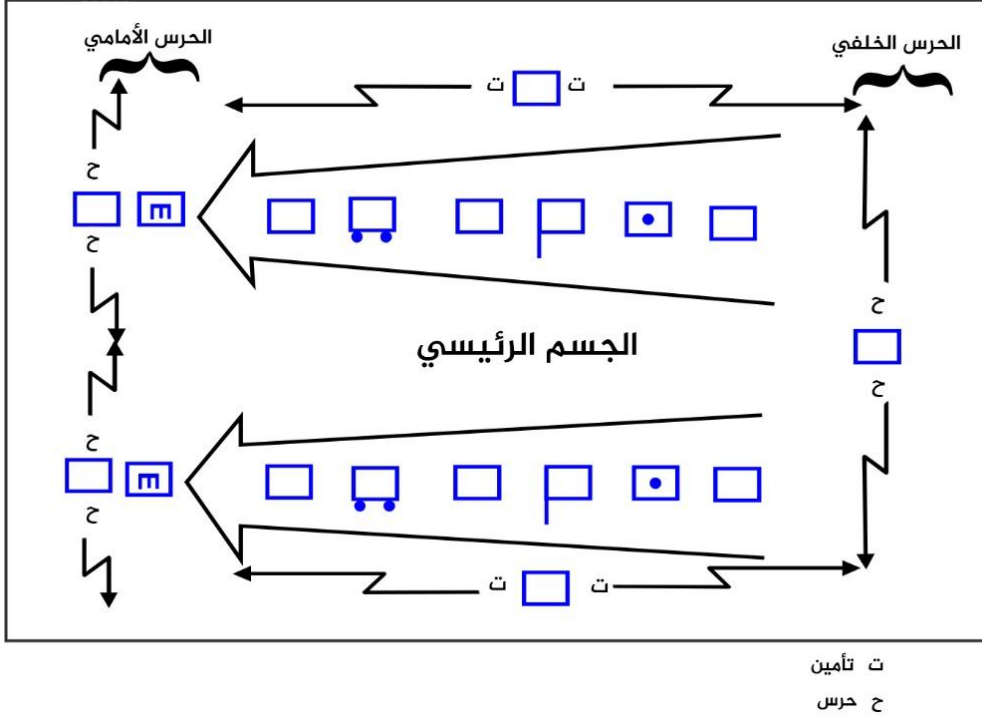 الحرس الخلفي
الحرس الأمامي
ت ت
ح
ح
ح
ح
الجسم الرئيسي
ح
ح
ح
ت ت
E
E
ت تأمين
ح حرس